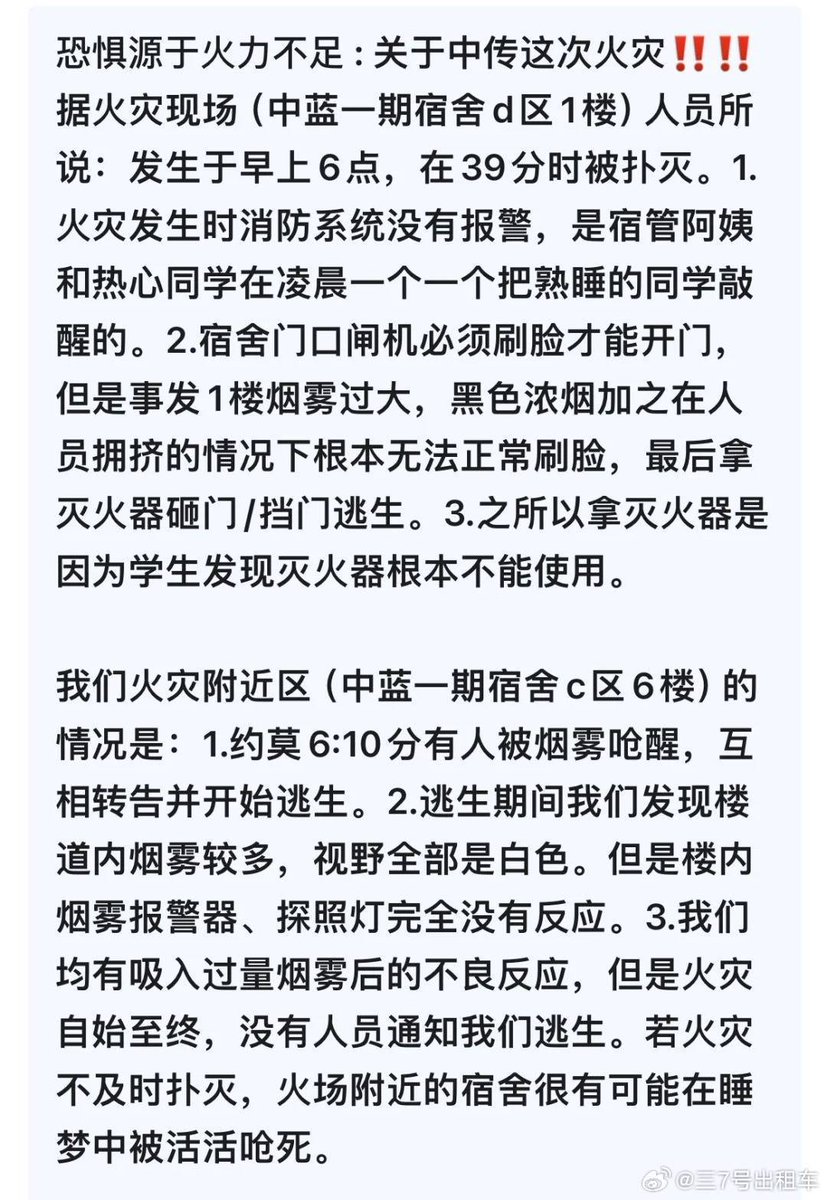 恐惧源于火力不足：关于中传这次火灾‼️‼️
据火灾现场（中蓝一期宿舍d区1楼）人员所
说：发生于早上6点，在39分时被扑灭。1.
火灾发生时消防系统没有报警，是宿管阿姨
和热心同学在凌晨一个一个把熟睡的同学敲
醒的。2.宿舍门口闸机必须刷脸才能开门，
但是事发1楼烟雾过大，黑色浓烟加之在人
员拥挤的情况下根本无法正常刷脸，最后拿
灭火器砸门/挡门逃生。3.之所以拿灭火器是
因为学生发现灭火器根本不能使用。
我们火灾附近区（中蓝一期宿舍c区6楼）的
情况是：1.约莫6:10分有人被烟雾呛醒，互
相转告并开始逃生。2.逃生期间我们发现楼
道内烟雾较多，视野全部是白色。但是楼内
烟雾报警器、探照灯完全没有反应。3.我们
均有吸入过量烟雾后的不良反应，但是火灾
自始至终，没有人员通知我们逃生。若火灾
不及时扑灭，火场附近的宿舍很有可能在睡
梦中被活活呛死。
@三7号出租车